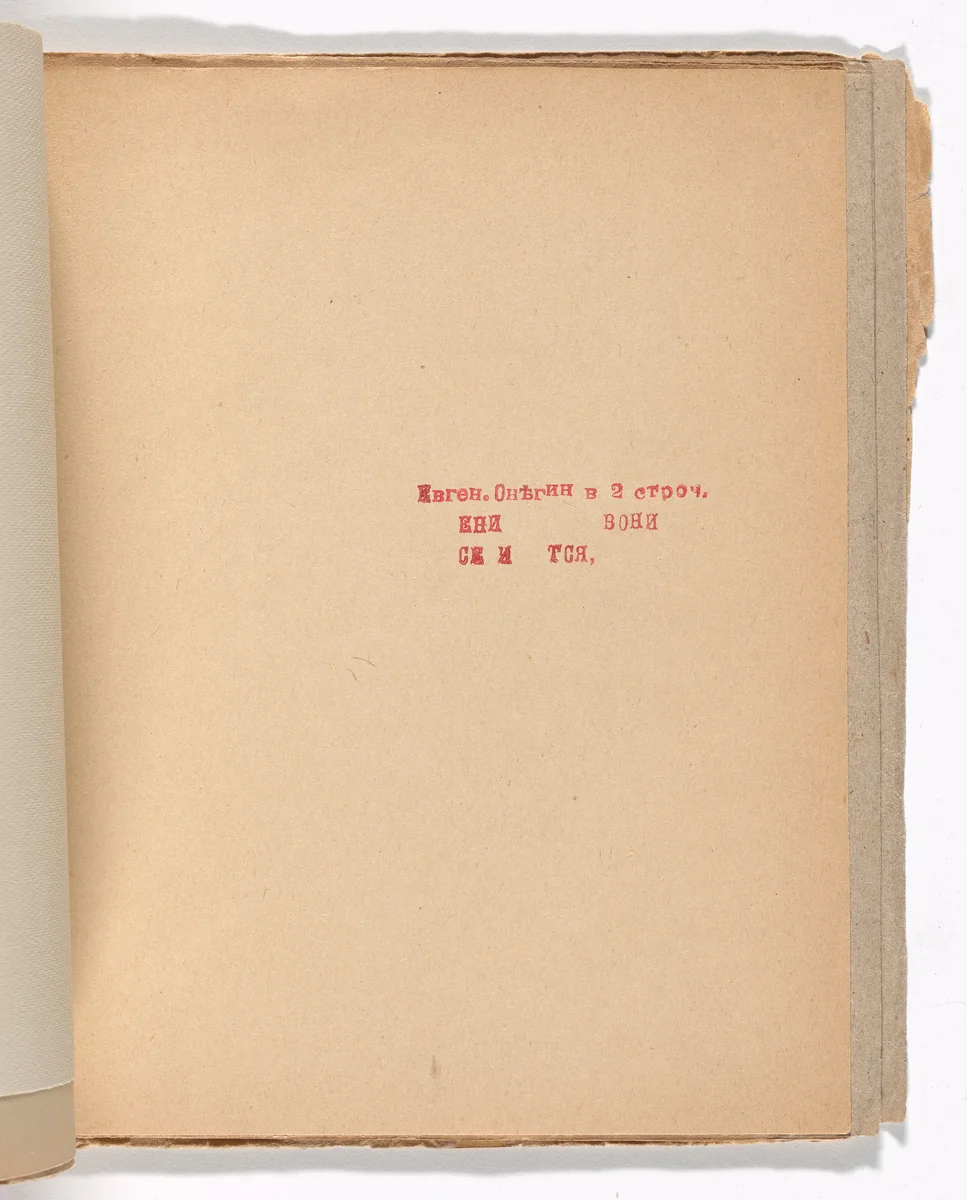 Евген. Онѣгин в 2 строч.
ЕНИ ВОНИ
СЕ И ТСЯ,